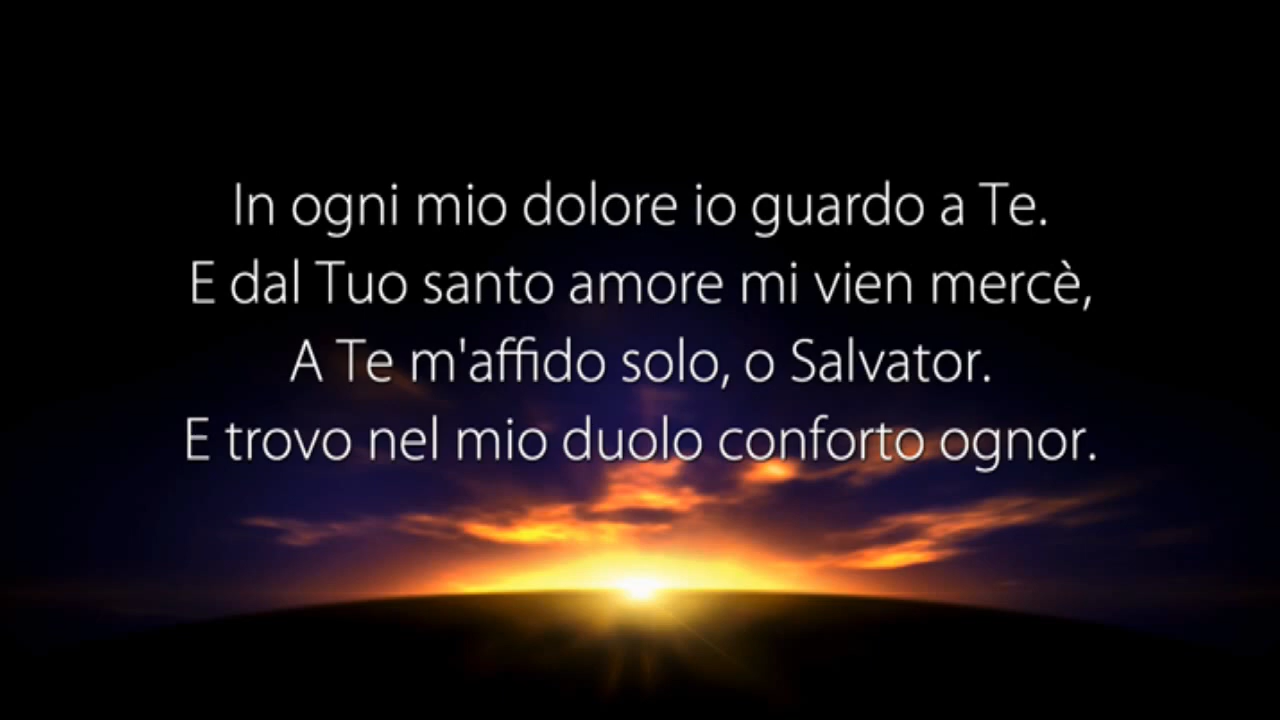 In ogni mio dolore io guardo a Te.
E dal Tuo santo amore mi vien mercè,
A Te m'affido solo, o Salvator.
E trovo nel mio duolo conforto ognor.